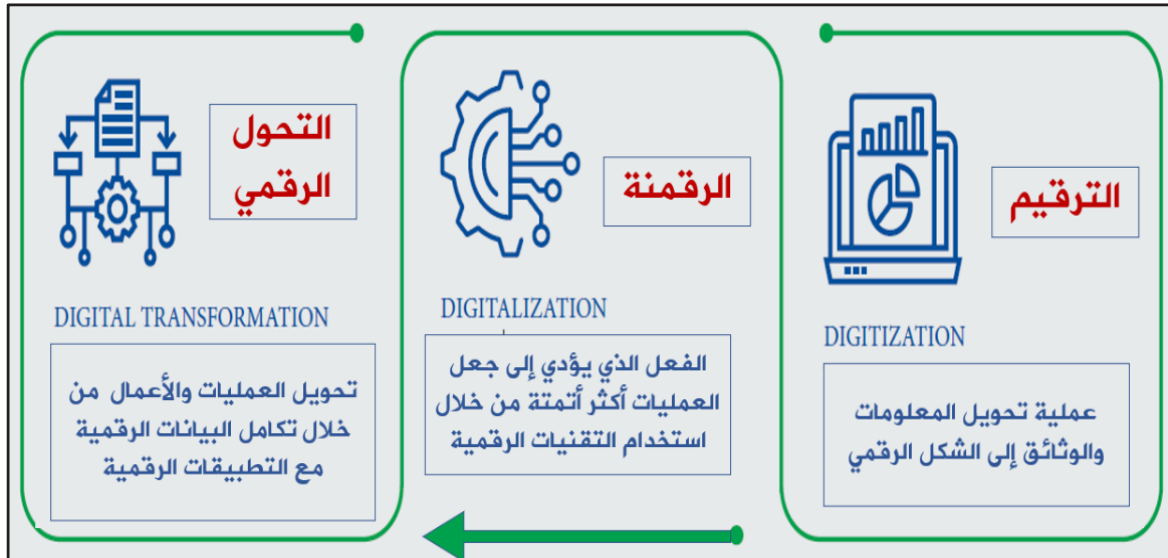 الترقيم
DIGITIZATION
عملية تحويل المعلومات
والوثائق إلى الشكل الرقمي
الرقمنة
DIGITALIZATION
الفعل الذي يؤدي إلى جعل
العمليات أكثر أتمتة من خلال
استخدام التقنيات الرقمية
التحول
الرقمي
DIGITAL TRANSFORMATION
تحويل العمليات والأعمال من
خلال تكامل البيانات الرقمية
مع التطبيقات الرقمية